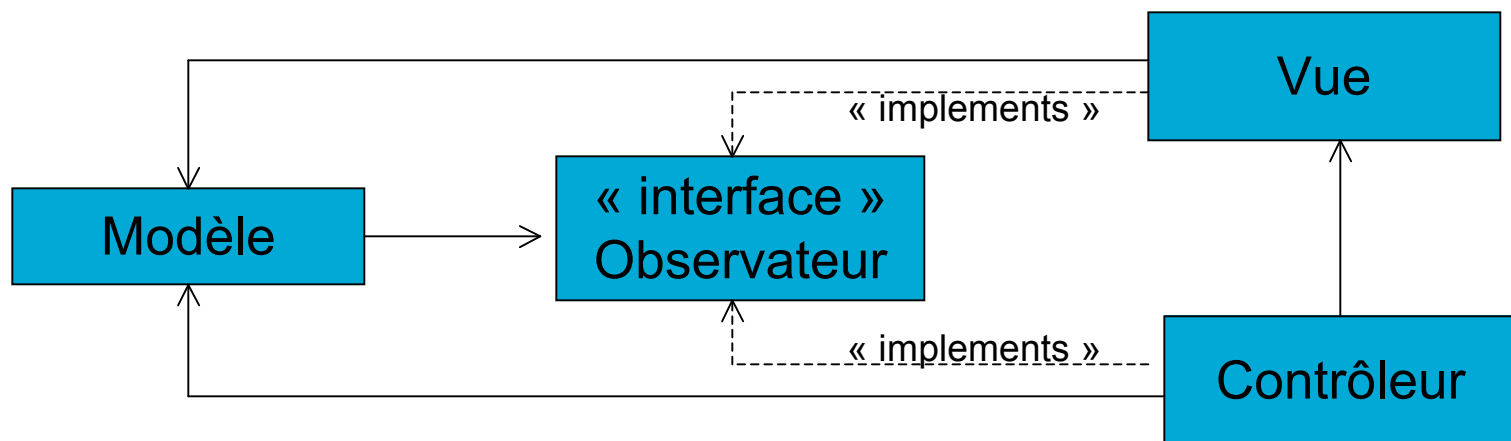 Vue
« implements »
« interface »
Observateur
Modèle
« implements »
Contrôleur